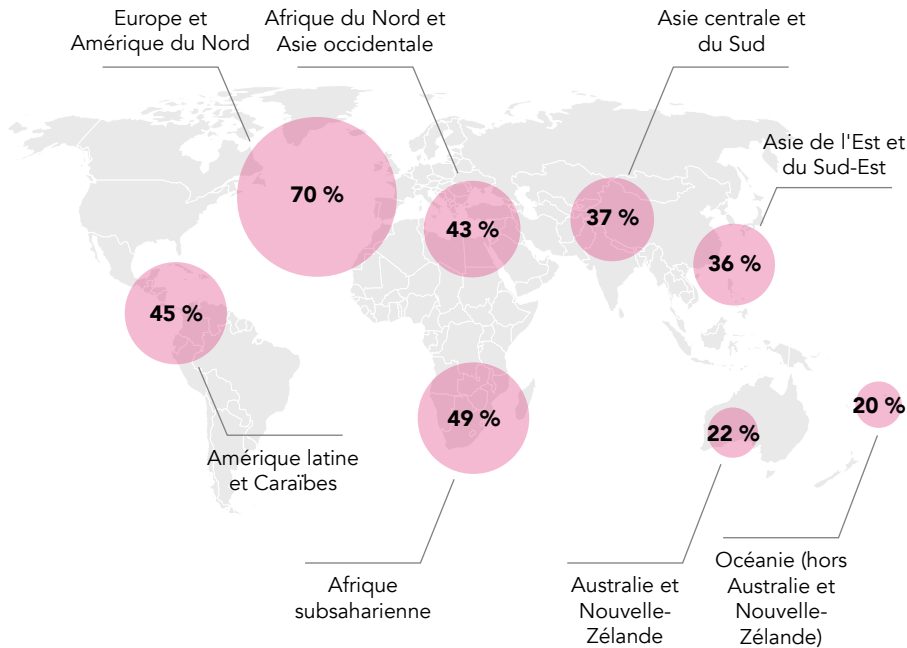 Europe et
Amérique du Nord
Afrique du Nord et
Asie occidentale
Asie centrale et
du Sud
Asie de l'Est et
du Sud-Est
70 %
43 %
37 %
36 %
45 %
49 %
22 %
20 %
Amérique latine
et Caraïbes
Afrique
subsaharienne
Australie et
Nouvelle-
Zélande
Océanie (hors
Australie et
Nouvelle-
Zélande)